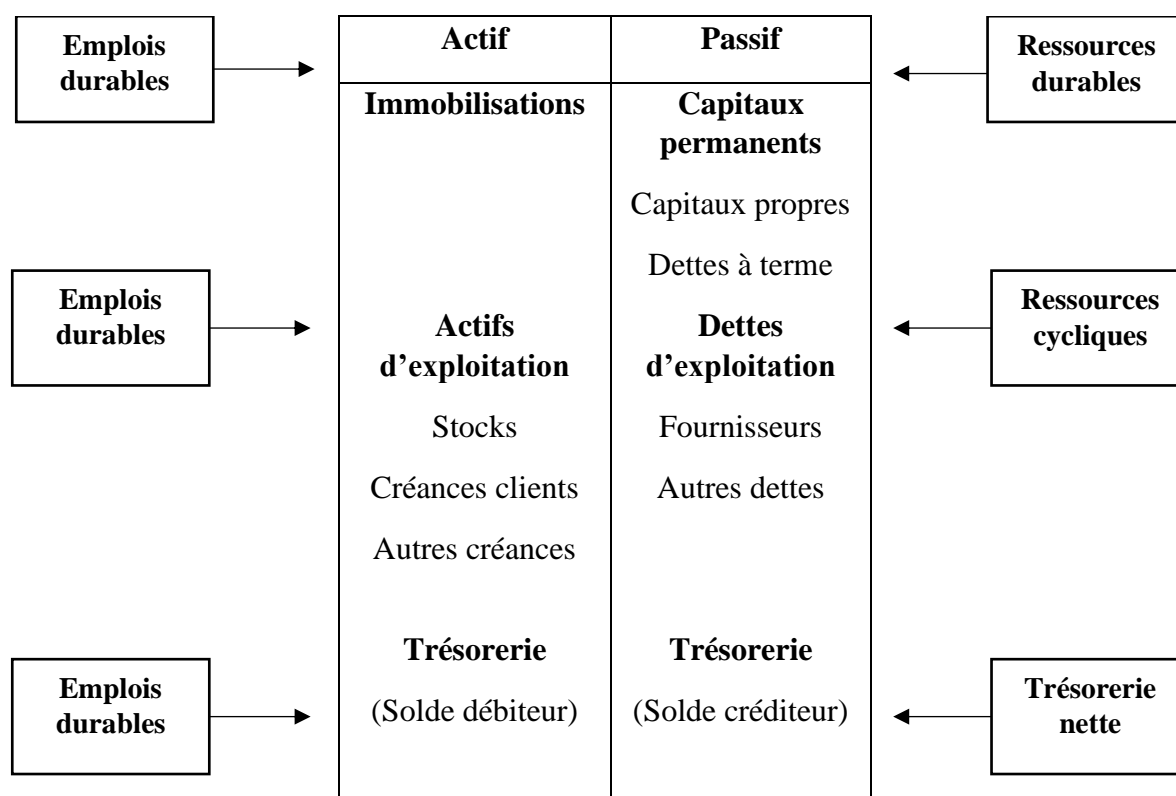 Emplois
durables
Actif
Passif
Ressources
durables
Immobilisations
Capitaux
permanents
Capitaux propres
Dettes à terme
Emplois
durables
Actifs
d’exploitation
Dettes
d’exploitation
Ressources
cycliques
Stocks
Fournisseurs
Créances clients
Autres dettes
Autres créances
Emplois
durables
Trésorerie
(Solde débiteur)
Trésorerie
(Solde créditeur)
Trésorerie
nette